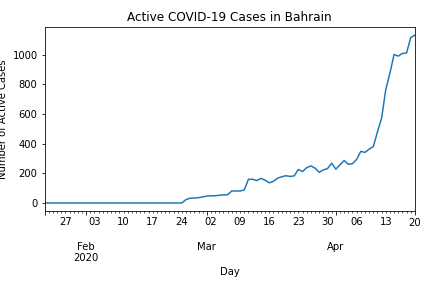 Active COVID-19 Cases in Bahrain
Number of Active Cases
1000
800
600
400
200
0
27 03 10 17 24 02 09 16 23 30 06 13 20
Feb Mar Apr
2020
Day